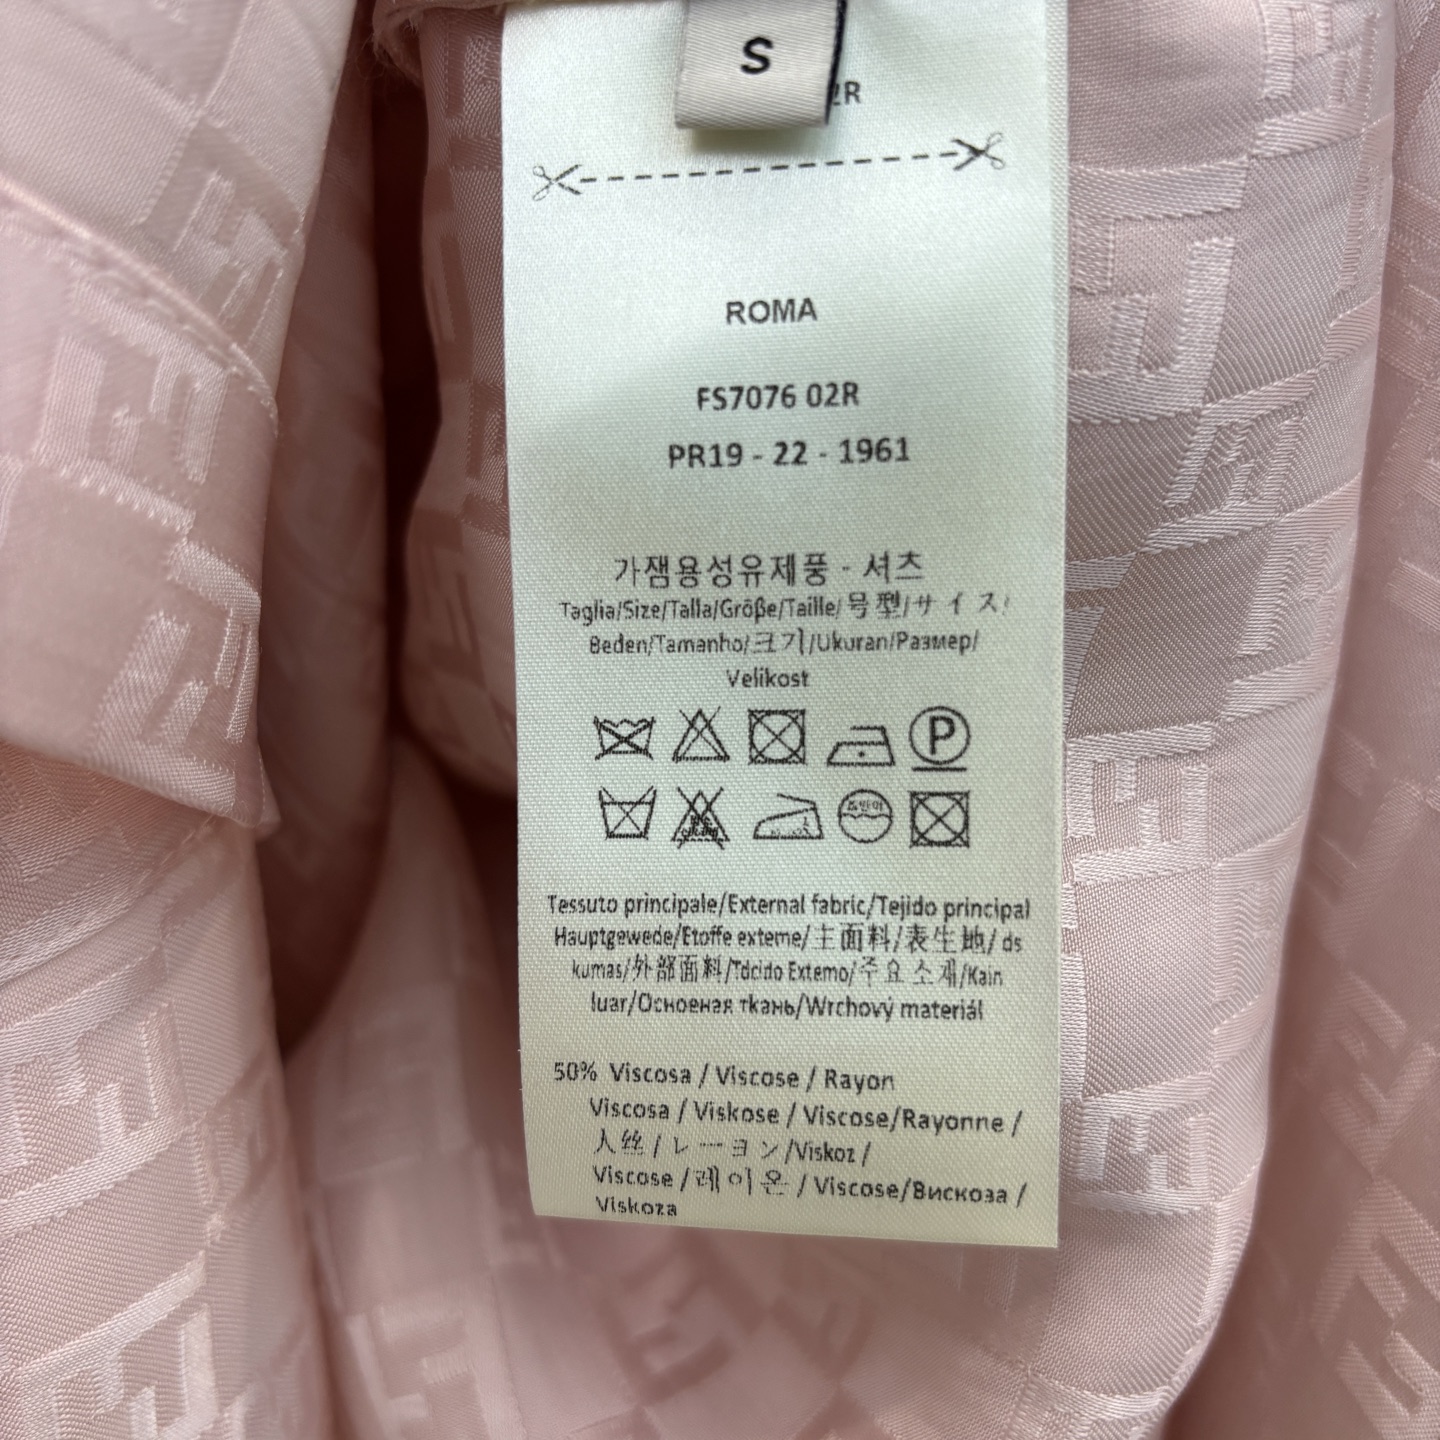 S
2R
ROMA
FS7076 02R
PR19 - 22 - 1961
가잼용성유제품 - 셔츠
Taglia/Size/Talla/Größe/Taille/号型/サイズ/
Beden/Tamanho/크기/Ukuran/Размер/
Velikost
P
Tessuto principale/External fabric/Tejido principal
Hauptgewede/Etoffe exteme/主面料/表生地/ds
kumas/外部面料/Tdcido Extemo/주요소재/Kain
luar/Основная ткань/Wrchový materiál
50% Viscosa / Viscose / Rayon
Viscosa / Viskose / Viscose/Rayonne /
人丝 / レーヨン/Viskoz /
Viscose /레이온 / Viscose/Вискоза /
Viskoza